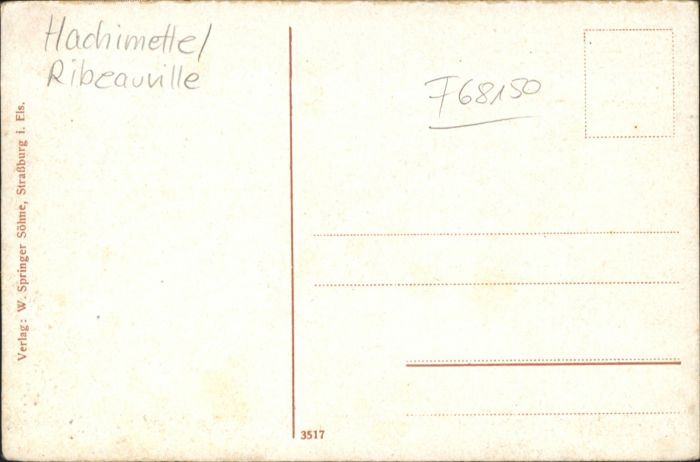 Hachimette/
Ribeauville
F68150
Verlag: W. Springer Söhne, Straßburg i. Els.
3517